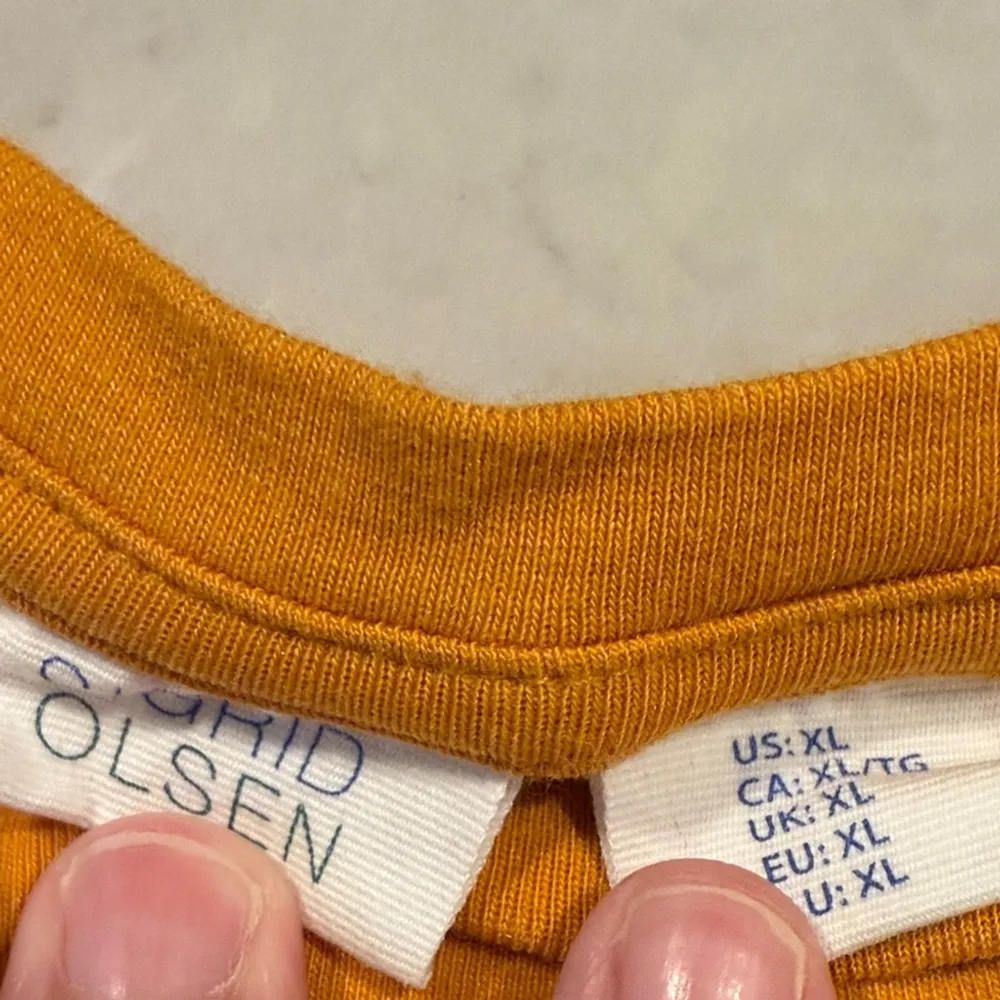 SIGRID
OLSEN
US: XL
CA: XL/TG
UK: XL
EU: XL
U: XL